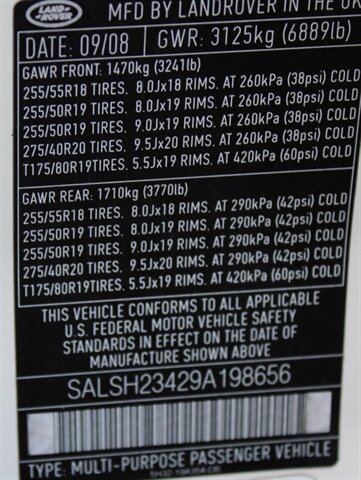 LAND-
ROVER
MFD BY LANDROVER IN THE UK
DATE: 09/08
GWR: 3125kg (6889lb)
GAWR FRONT: 1470kg (3241lb)
255/55R18 TIRES. 8.0Jx18 RIMS. AT 260kPa (38psi) COLD
255/50R19 TIRES. 8.0Jx19 RIMS. AT 260kPa (38psi) COLD
255/50R19 TIRES. 9.0Jx19 RIMS. AT 260kPa (38psi) COLD
275/40R20 TIRES. 9.5Jx20 RIMS. AT 260kPa (38psi) COLD
T175/80R19TIRES. 5.5Jx19 RIMS. AT 420kPa (60psi) COLD
GAWR REAR: 1710kg (3770lb)
255/55R18 TIRES. 8.0Jx18 RIMS. AT 290kPa (42psi) COLD
255/50R19 TIRES. 8.0Jx19 RIMS. AT 290kPa (42psi) COLD
255/50R19 TIRES. 9.0Jx19 RIMS. AT 290kPa (42psi) COLD
275/40R20 TIRES. 9.5Jx20 RIMS. AT 290kPa (42psi) COLD
T175/80R19TIRES. 5.5Jx19 RIMS. AT 420kPa (60psi) COLD
THIS VEHICLE CONFORMS TO ALL APPLICABLE
U.S. FEDERAL MOTOR VEHICLE SAFETY
STANDARDS IN EFFECT ON THE DATE OF
MANUFACTURE SHOWN ABOVE
SALSH23429A198656
TYPE: MULTI-PURPOSE PASSENGER VEHICLE